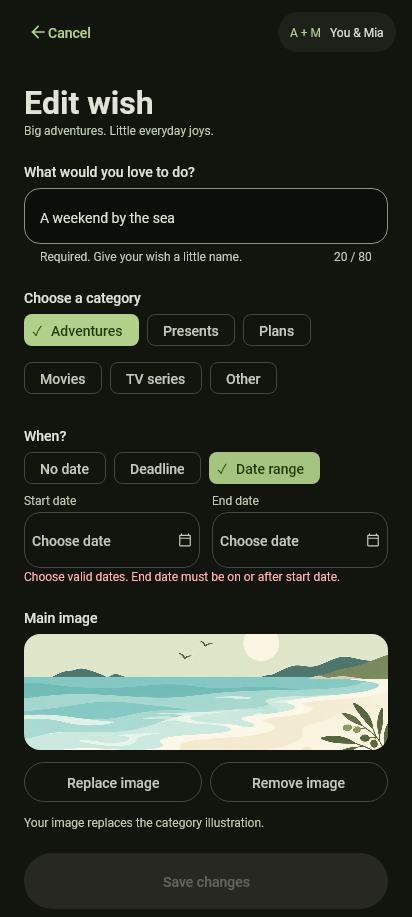 Cancel
A + M You & Mia
Edit wish
Big adventures. Little everyday joys.
What would you love to do?
A weekend by the sea
Required. Give your wish a little name. 20 / 80
Choose a category
✓ Adventures Presents Plans
Movies TV series Other
When?
No date Deadline ✓ Date range
Start date End date
Choose date Choose date
Choose valid dates. End date must be on or after start date.
Main image
Replace image Remove image
Your image replaces the category illustration.
Save changes